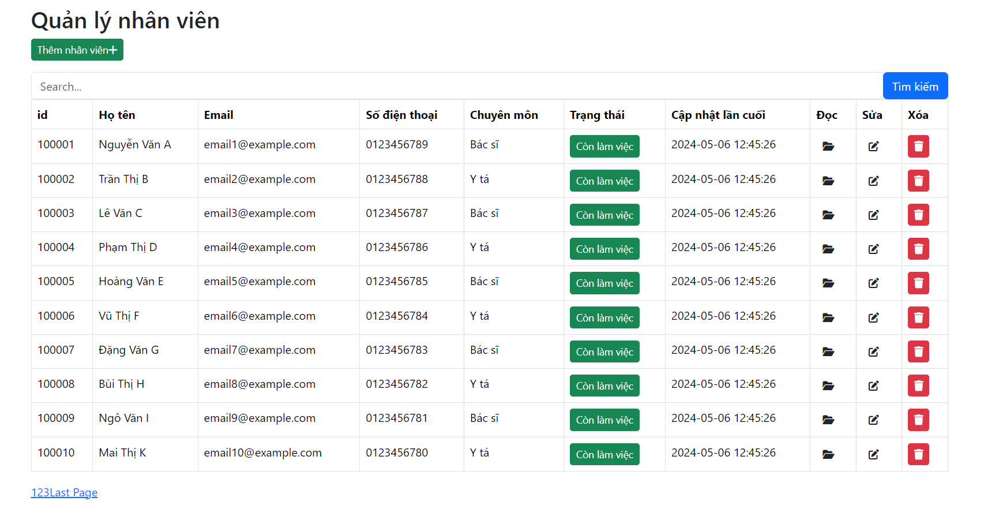 Quản lý nhân viên
Thêm nhân viên+
Search...
Tìm kiếm
id Họ tên Email Số điện thoại Chuyên môn Trạng thái Cập nhật lần cuối Đọc Sửa Xóa
100001 Nguyễn Văn A email1@example.com 0123456789 Bác sĩ Còn làm việc 2024-05-06 12:45:26
100002 Trần Thị B email2@example.com 0123456788 Y tá Còn làm việc 2024-05-06 12:45:26
100003 Lê Văn C email3@example.com 0123456787 Bác sĩ Còn làm việc 2024-05-06 12:45:26
100004 Phạm Thị D email4@example.com 0123456786 Y tá Còn làm việc 2024-05-06 12:45:26
100005 Hoàng Văn E email5@example.com 0123456785 Bác sĩ Còn làm việc 2024-05-06 12:45:26
100006 Vũ Thị F email6@example.com 0123456784 Y tá Còn làm việc 2024-05-06 12:45:26
100007 Đặng Văn G email7@example.com 0123456783 Bác sĩ Còn làm việc 2024-05-06 12:45:26
100008 Bùi Thị H email8@example.com 0123456782 Y tá Còn làm việc 2024-05-06 12:45:26
100009 Ngô Văn I email9@example.com 0123456781 Bác sĩ Còn làm việc 2024-05-06 12:45:26
100010 Mai Thị K email10@example.com 0123456780 Y tá Còn làm việc 2024-05-06 12:45:26
123Last Page